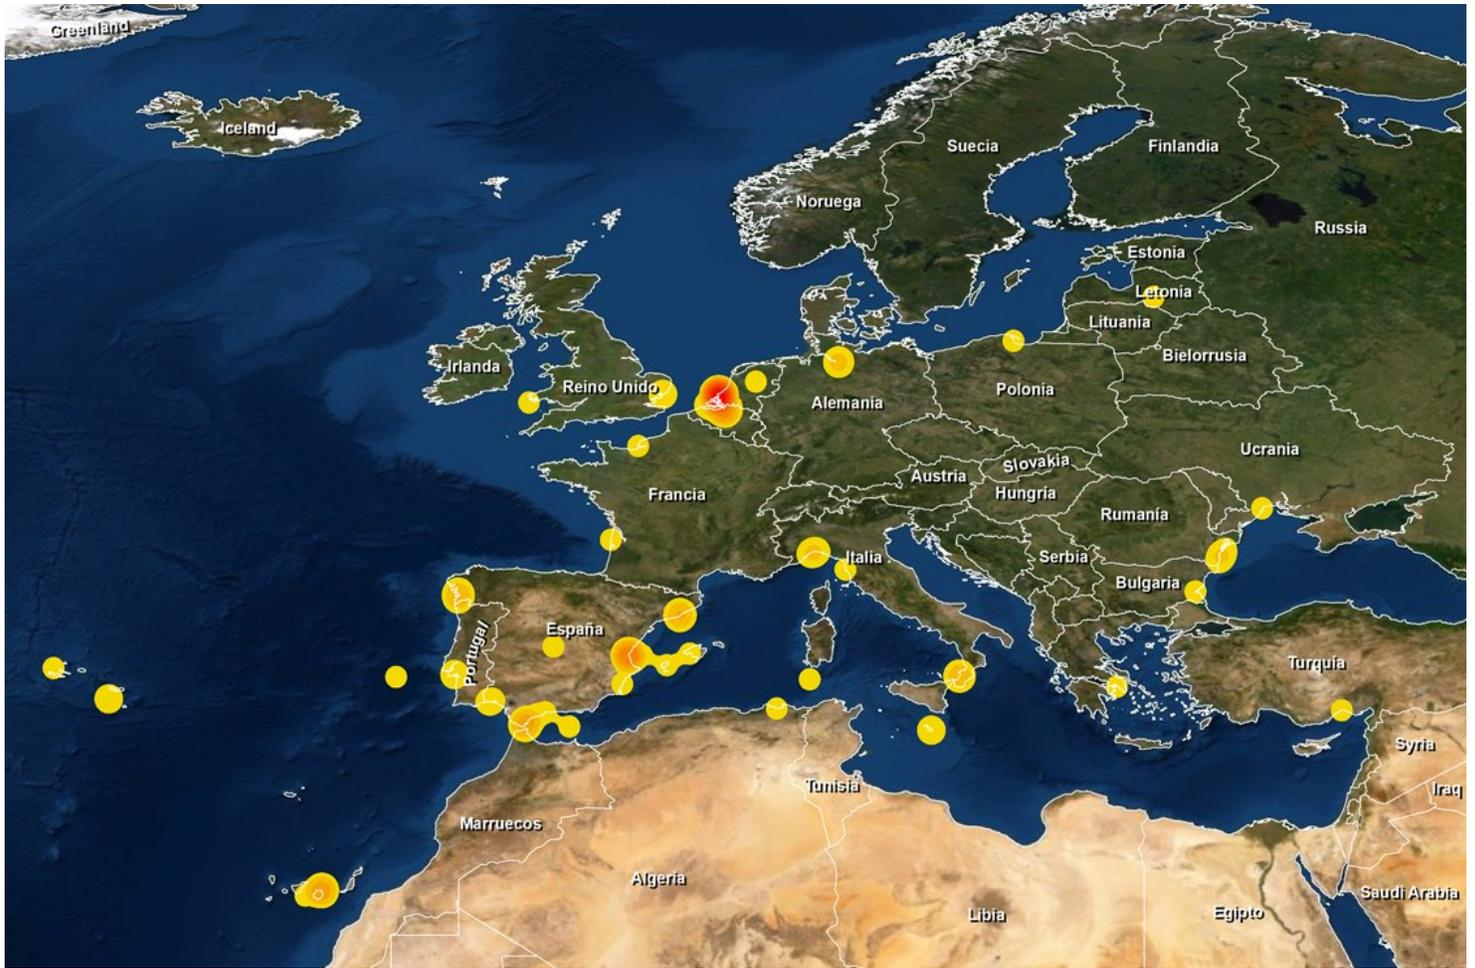 Greenland
Iceland
Suecia
Finlandia
Noruega
Russia
Estonia
Letonia
Lituania
Bielorrusia
Irlanda
Reino Unido
Alemania
Polonia
Ucrania
Slovakia
Austria
Hungria
Francia
Rumanía
Italia
Serbia
Bulgaria
España
Portugal
Turquia
Syria
Iraq
Tunisia
Marruecos
Algeria
Libia
Egipto
Saudi Arabia